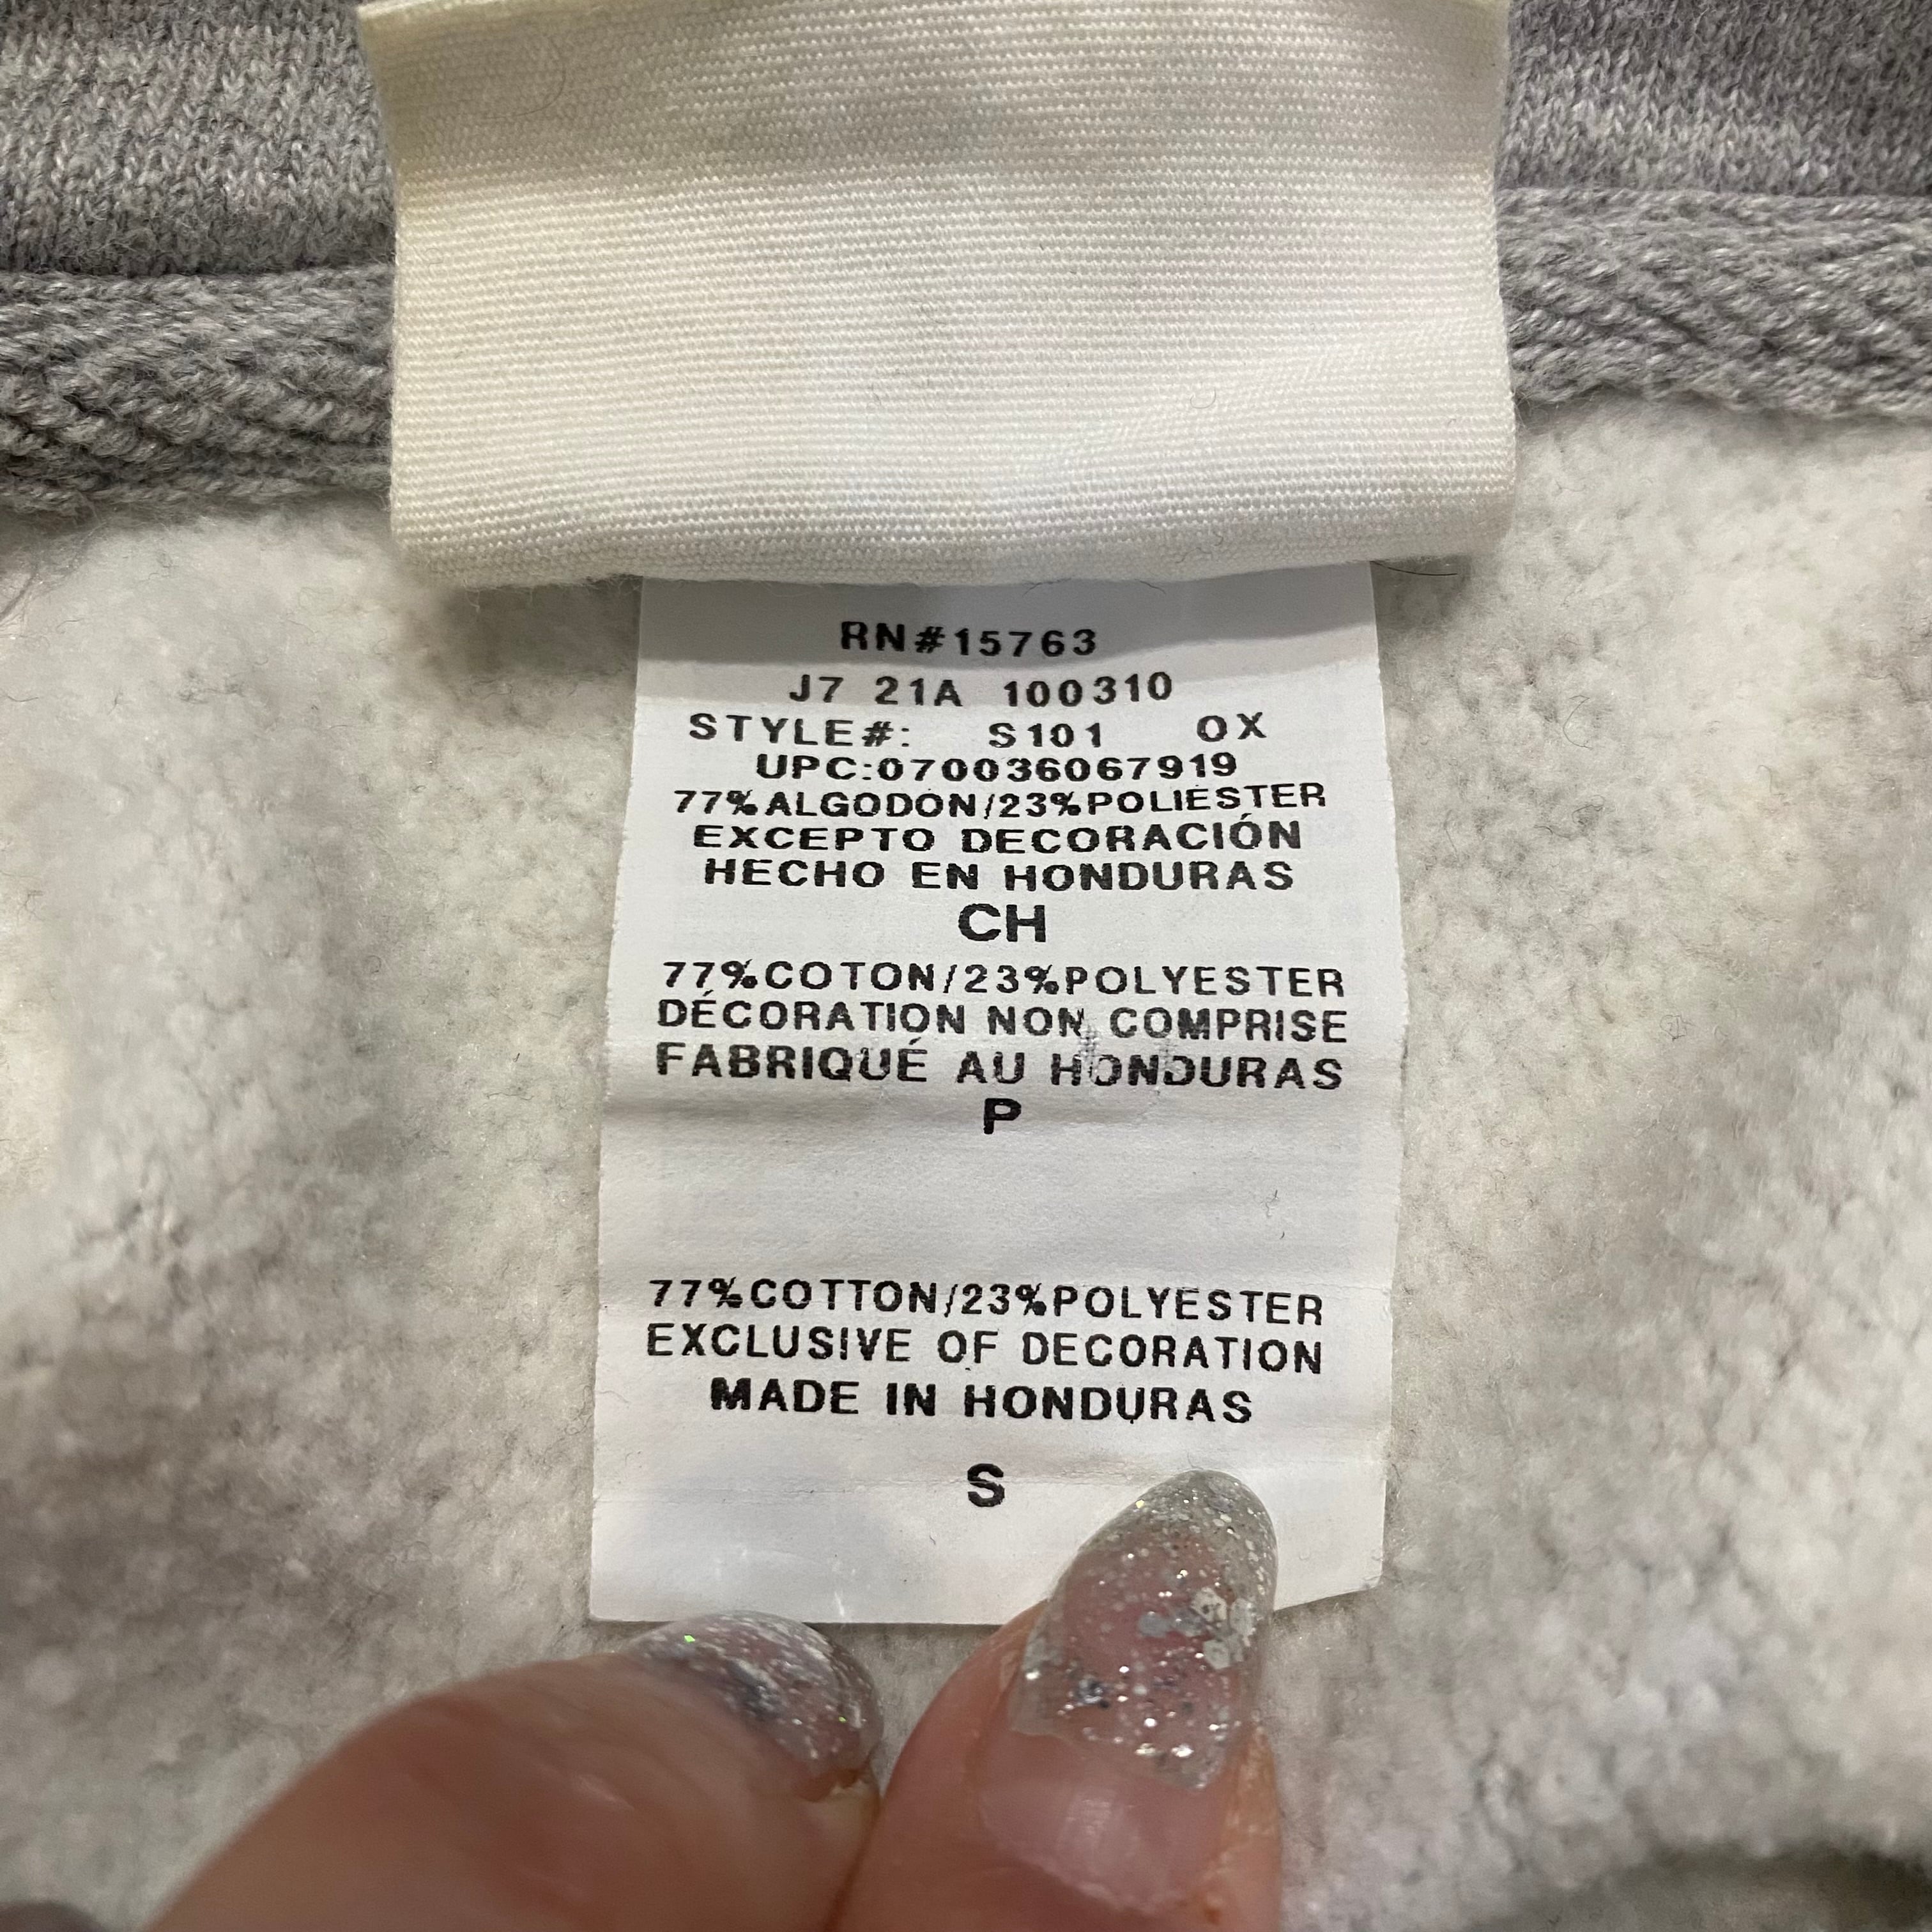 RN#15763
J7 21A 100310
STYLE#: S101 OX
UPC:070036067919
77%ALGODON/23%POLIESTER
EXCEPTO DECORACIÓN
HECHO EN HONDURAS
CH
77%COTON/23%POLYESTER
DÉCORATION NON COMPRISE
FABRIQUÉ AU HONDURAS
P
77%COTTON/23%POLYESTER
EXCLUSIVE OF DECORATION
MADE IN HONDURAS
S